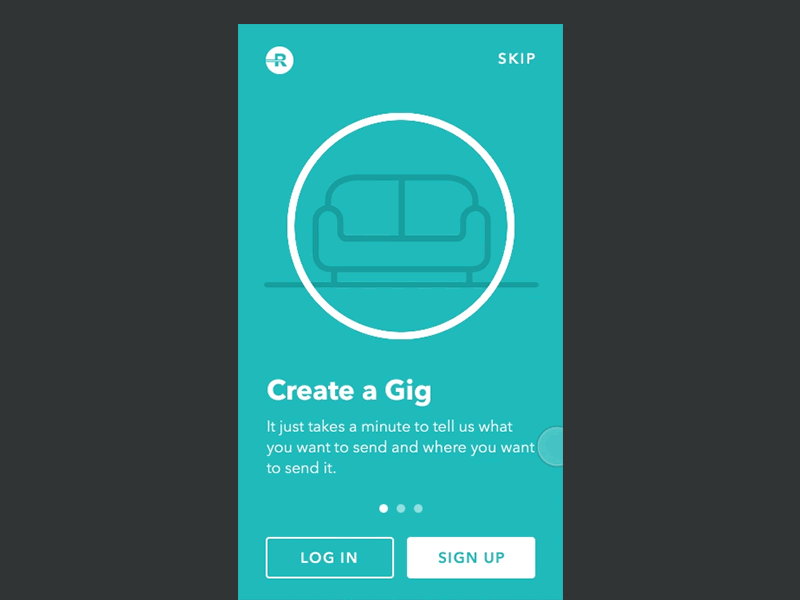 R
SKIP
Create a Gig
It just takes a minute to tell us what
you want to send and where you want
to send it.
LOG IN
SIGN UP